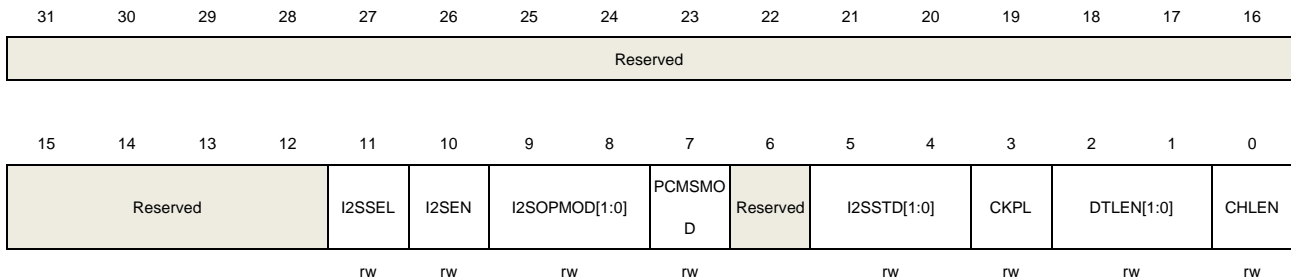 31 30 29 28 27 26 25 24 23 22 21 20 19 18 17 16
Reserved
15 14 13 12 11 10 9 8 7 6 5 4 3 2 1 0
Reserved I2SSEL I2SEN I2SOPMOD[1:0] PCMSMO
D Reserved I2SSTD[1:0] CKPL DTLEN[1:0] CHLEN
rw rw rw rw rw rw rw rw